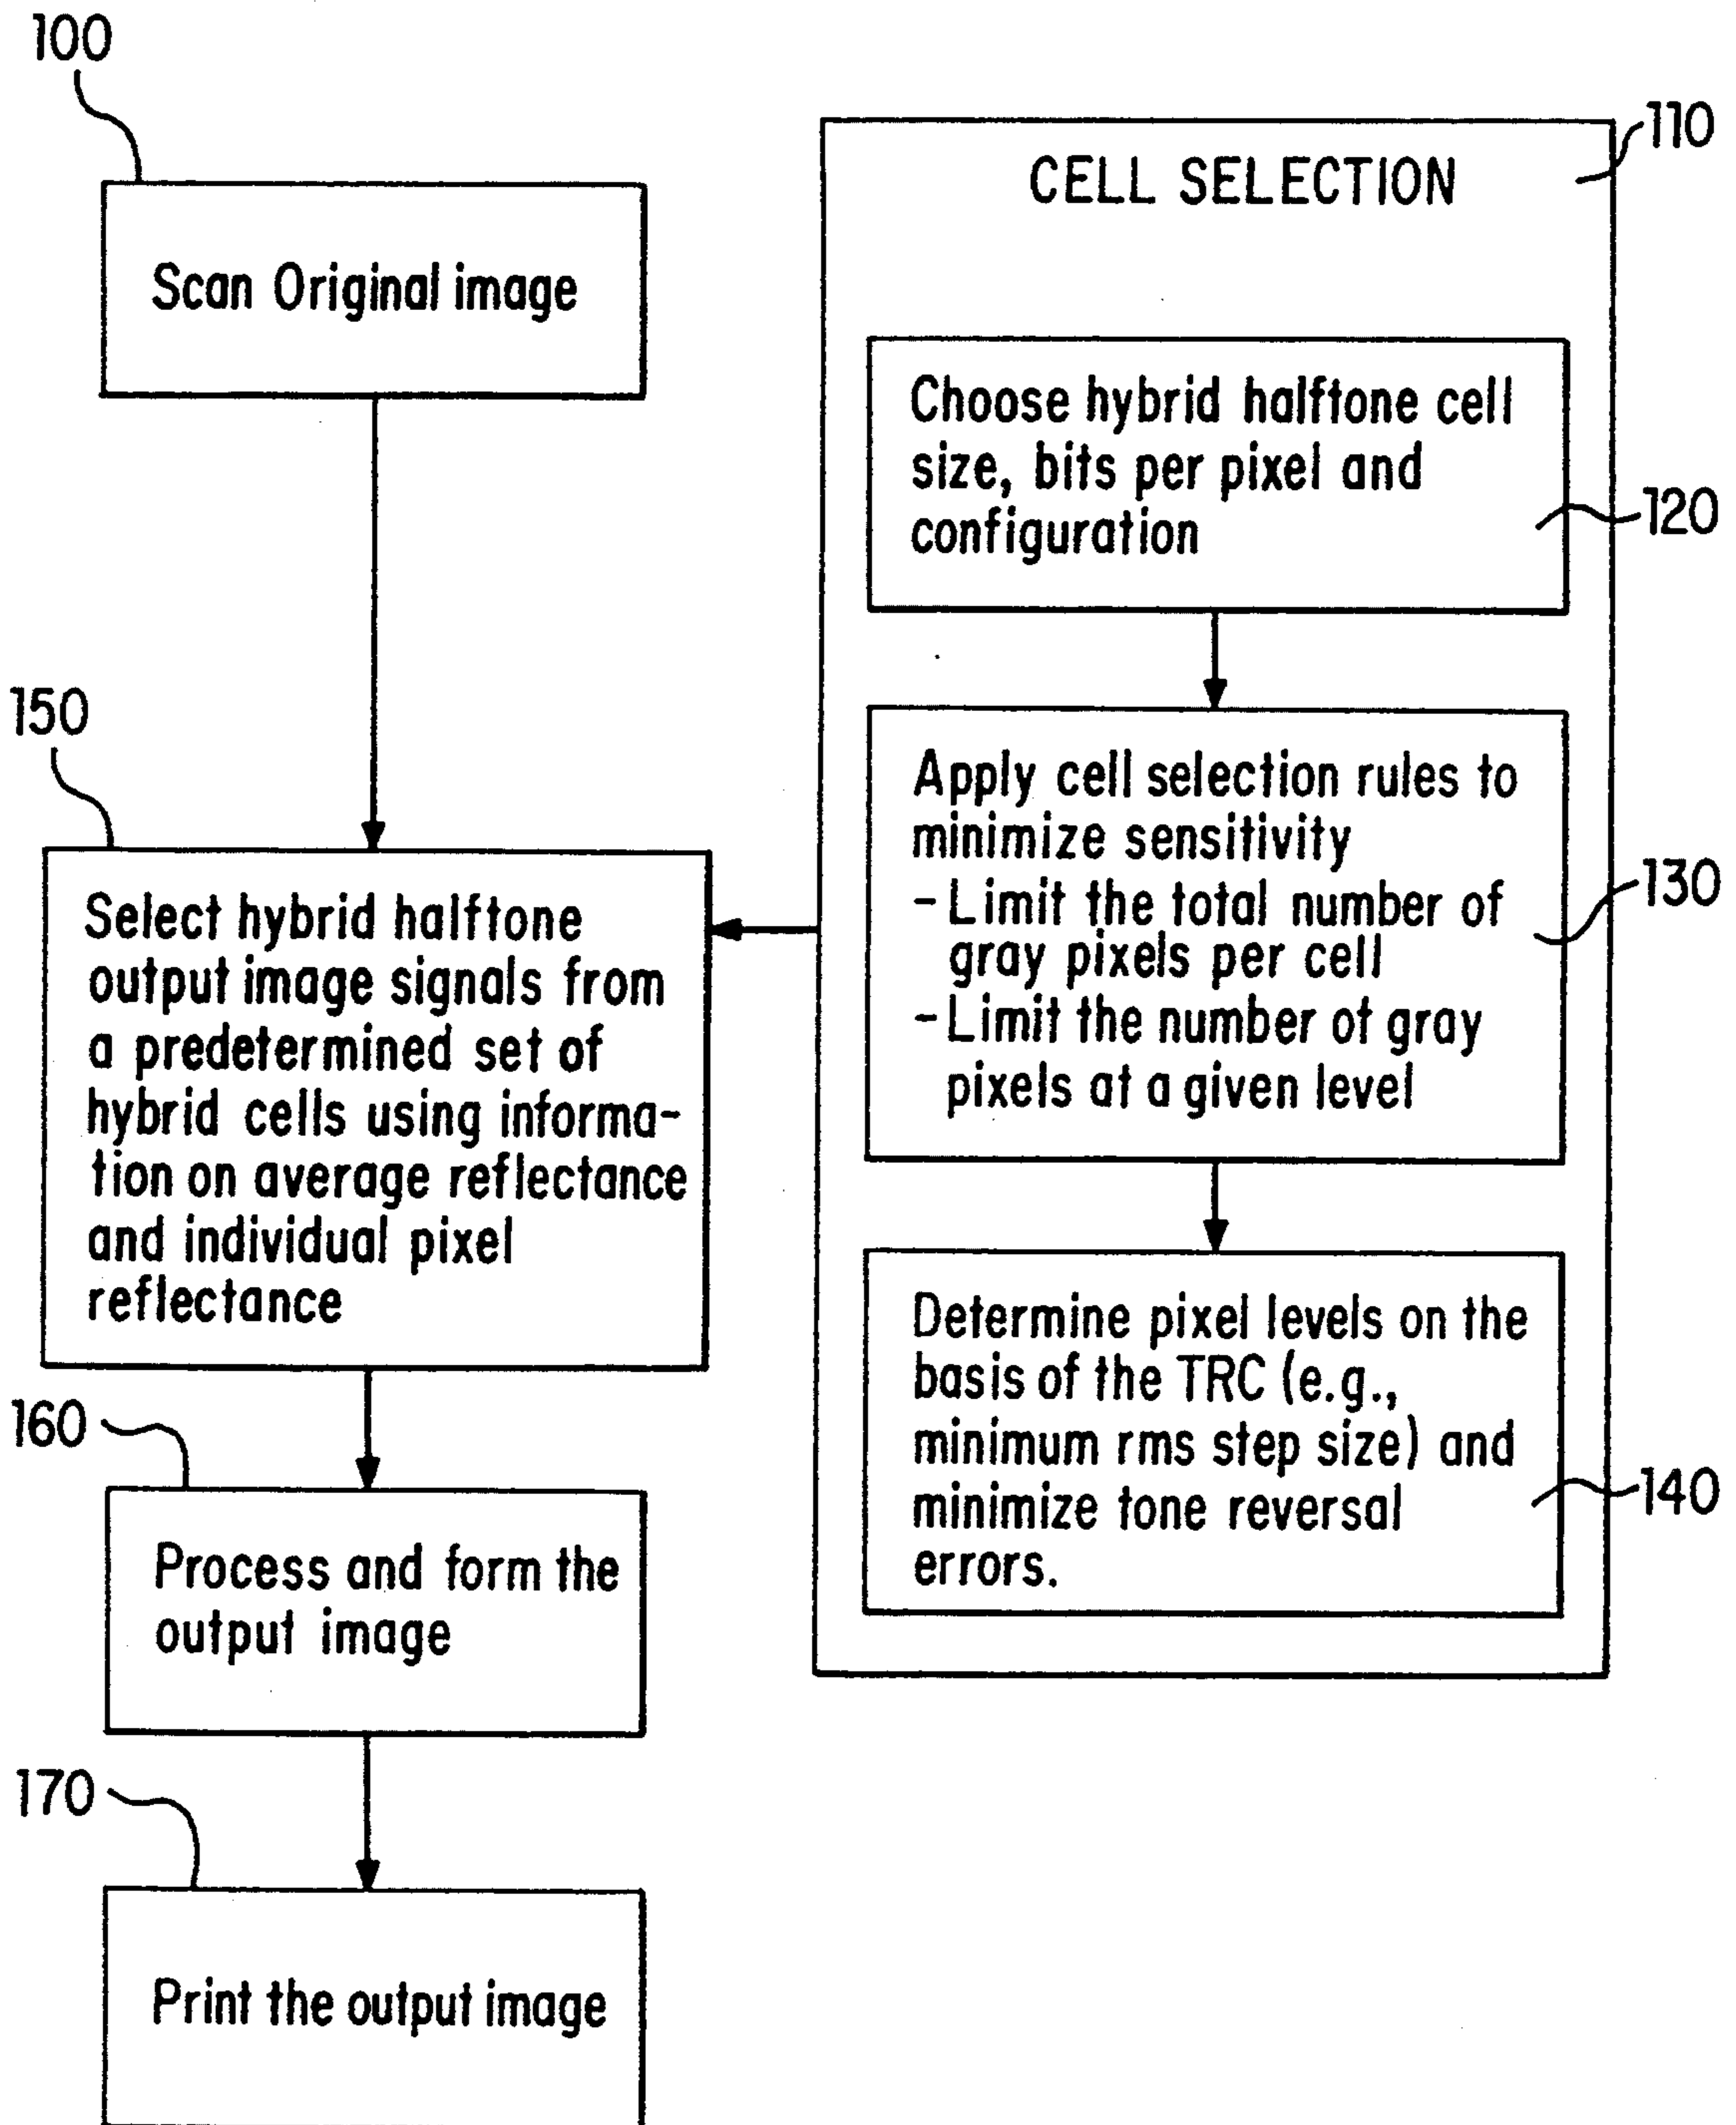 100
Scan Original image
110
CELL SELECTION
Choose hybrid halftone cell
size, bits per pixel and
configuration
120
Apply cell selection rules to
minimize sensitivity
- Limit the total number of
gray pixels per cell
- Limit the number of gray
pixels at a given level
130
Determine pixel levels on the
basis of the TRC (e.g.,
minimum rms step size) and
minimize tone reversal
errors.
140
150
Select hybrid halftone
output image signals from
a predetermined set of
hybrid cells using informa-
tion on average reflectance
and individual pixel
reflectance
160
Process and form the
output image
170
Print the output image